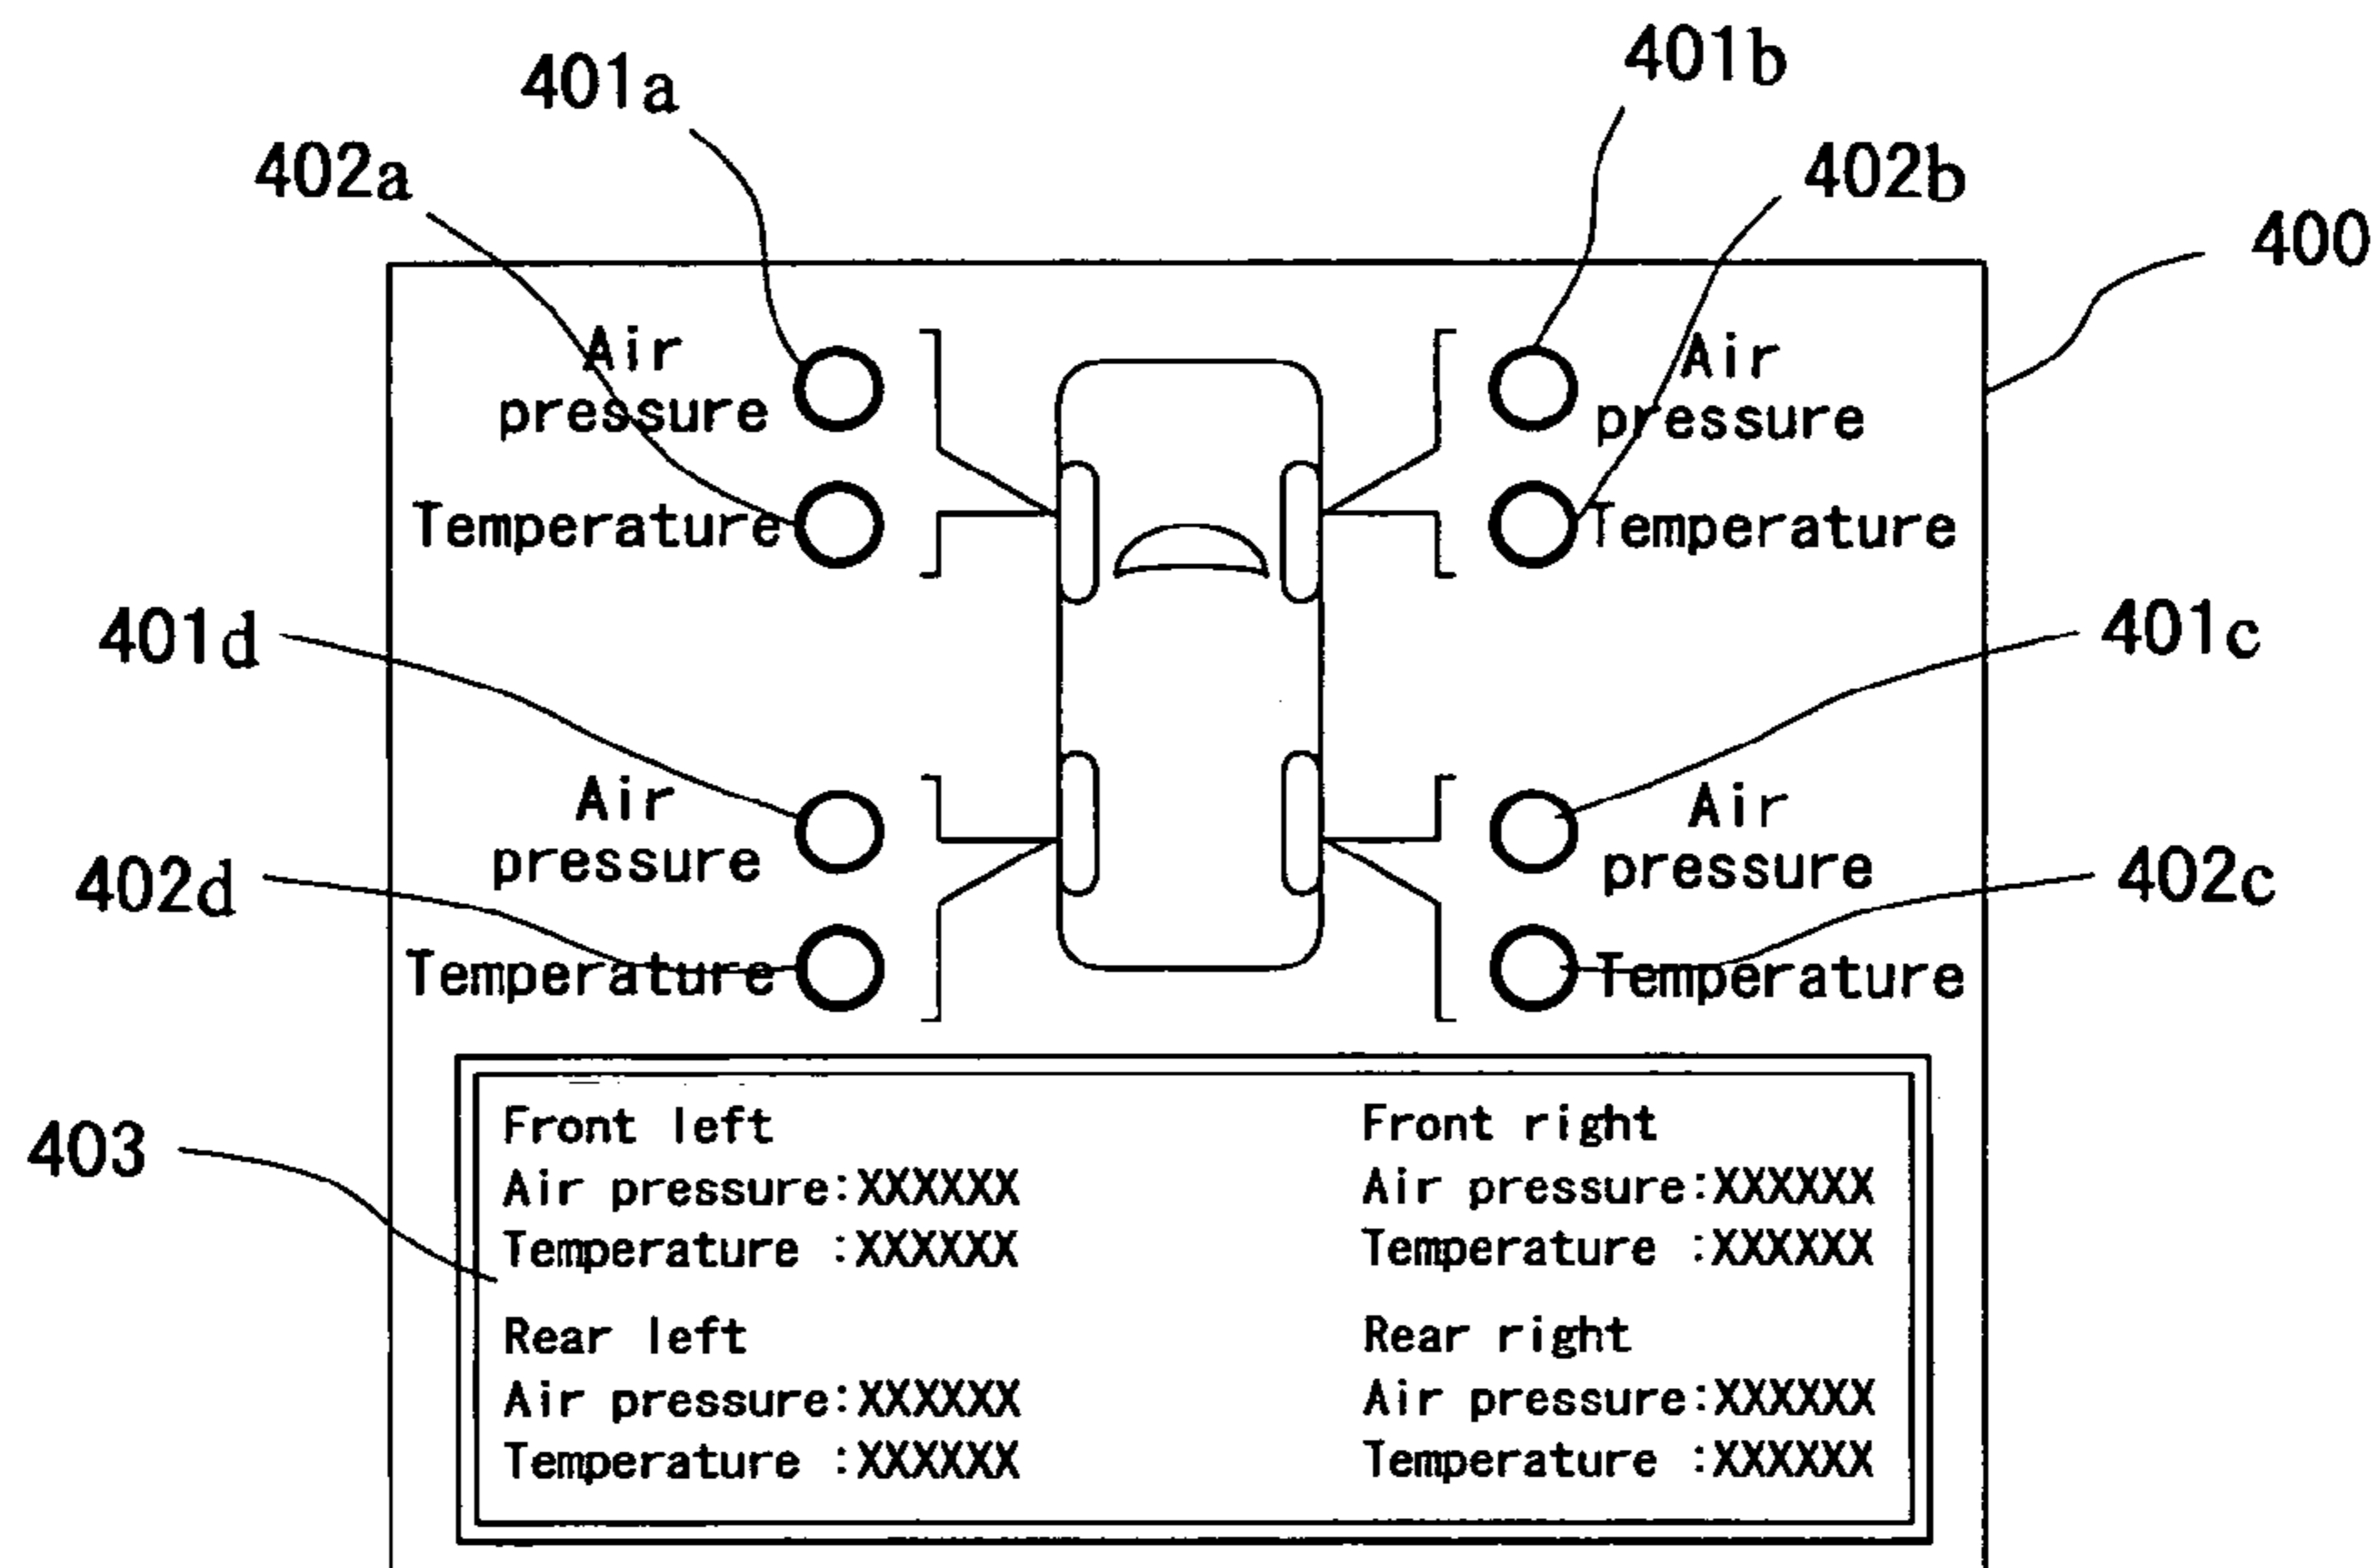 401a
401b
402a
402b
400
Air
pressure
Air
pressure
Temperature
Temperature
401d
401c
Air
pressure
Air
pressure
402d
402c
Temperature
Temperature
403
Front left
Front right
Air pressure:XXXXXX
Air pressure:XXXXXX
Temperature :XXXXXX
Temperature :XXXXXX
Rear left
Rear right
Air pressure:XXXXXX
Air pressure:XXXXXX
Temperature :XXXXXX
Temperature :XXXXXX